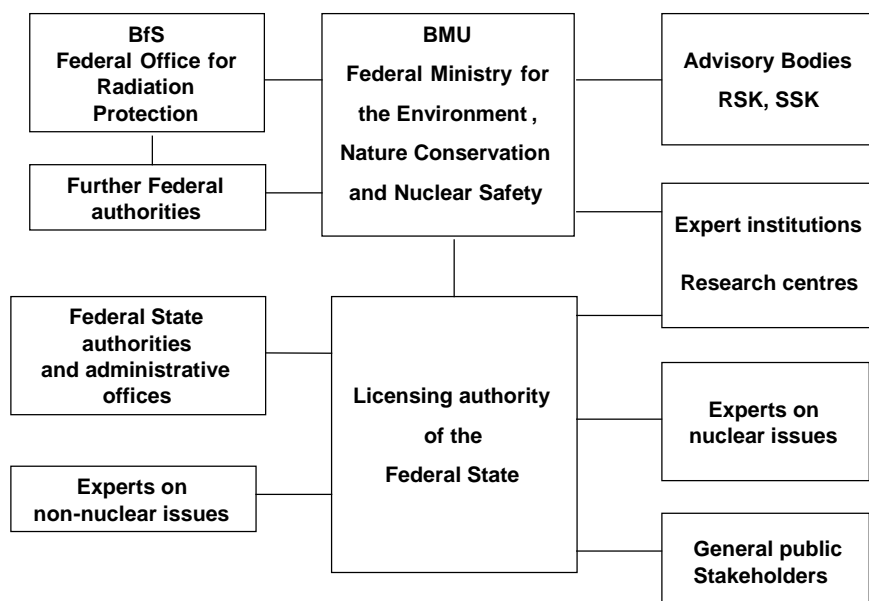 BfS
Federal Office for
Radiation
Protection
BMU
Federal Ministry for
the Environment ,
Nature Conservation
and Nuclear Safety
Advisory Bodies
RSK, SSK
Further Federal
authorities
Expert institutions
Research centres
Federal State
authorities
and administrative
offices
Licensing authority
of the
Federal State
Experts on
nuclear issues
Experts on
non-nuclear issues
General public
Stakeholders